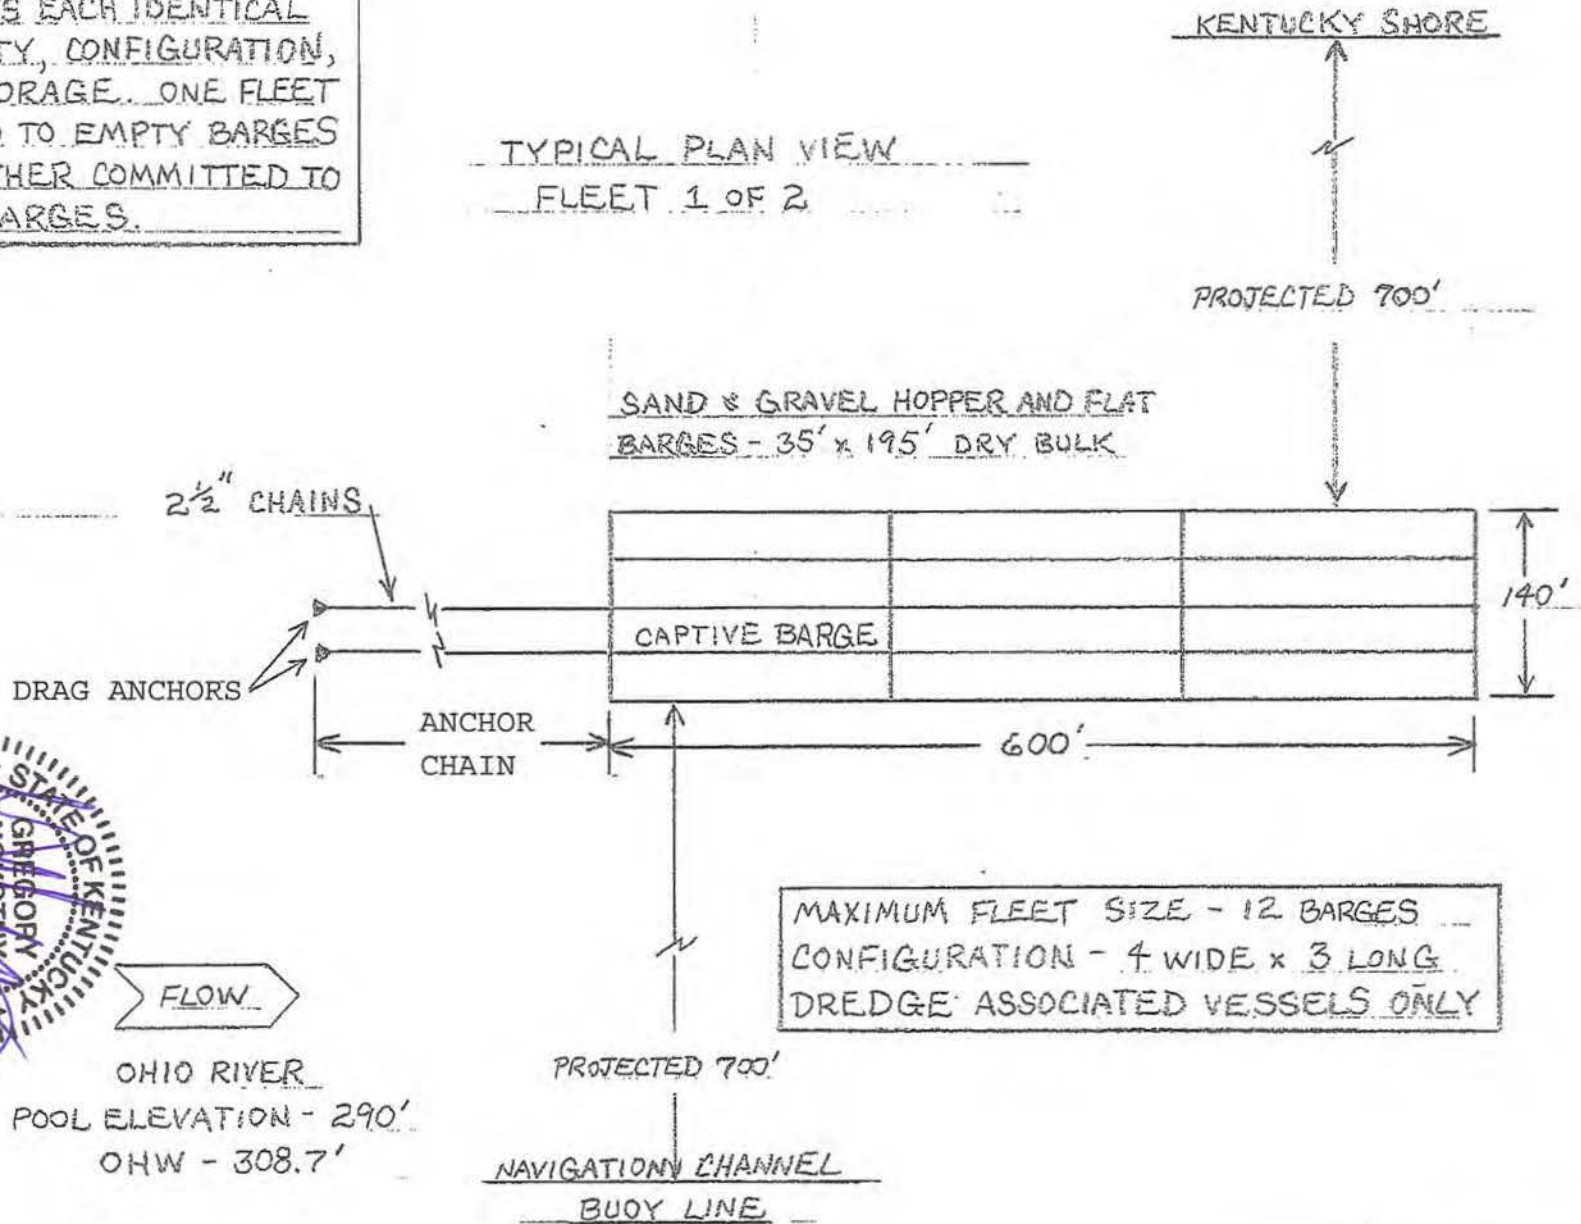 S EACH IDENTICAL
TY, CONFIGURATION,
ORAGE. ONE FLEET
TO EMPTY BARGES
THER COMMITTED TO
ARGES.
TYPICAL PLAN VIEW
FLEET 1 OF 2
KENTUCKY SHORE
PROJECTED 700'
SAND & GRAVEL HOPPER AND FLAT
BARGES - 35' x 195' DRY BULK
2½" CHAINS
140'
CAPTIVE BARGE
DRAG ANCHORS
ANCHOR
CHAIN
600'
STATE OF KENTUCKY
GREGORY
MAXIMUM FLEET SIZE - 12 BARGES
CONFIGURATION - 4 WIDE x 3 LONG
DREDGE ASSOCIATED VESSELS ONLY
FLOW
OHIO RIVER
POOL ELEVATION - 290'
OHW - 308.7'
PROJECTED 700'
NAVIGATION CHANNEL
BUOY LINE